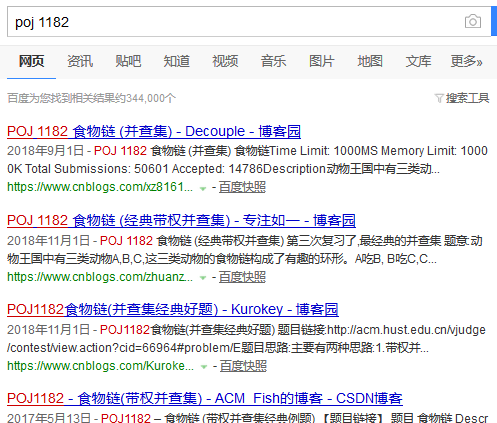 poj 1182
网页 资讯 贴吧 知道 视频 音乐 图片 地图 文库 更多»
百度为您找到相关结果约344,000个 搜索工具
POJ 1182 食物链 (并查集) - Decouple - 博客园
2018年9月1日 - POJ 1182 食物链 (并查集) 食物链Time Limit: 1000MS Memory Limit: 1000
0K Total Submissions: 50601 Accepted: 14786Description动物王国中有三类动...
https://www.cnblogs.com/xz8161... - 百度快照
POJ 1182 食物链 (经典带权并查集) - 专注如一 - 博客园
2018年11月1日 - POJ 1182 食物链 (经典带权并查集) 第三次复习了,最经典的并查集 题意:动
物王国中有三类动物A,B,C,这三类动物的食物链构成了有趣的环形。A吃B, B吃C,C...
https://www.cnblogs.com/zhuanz... - 百度快照
POJ1182食物链(并查集经典好题) - Kurokey - 博客园
2018年11月1日 - POJ1182食物链(并查集经典好题) 题目链接:http://acm.hust.edu.cn/vjudge
/contest/view.action?cid=66964#problem/E题目思路:主要有两种思路:1.带权并...
https://www.cnblogs.com/Kuroke... - 百度快照
POJ1182 - 食物链(带权并查集) - ACM_Fish的博客 - CSDN博客
2017年5月13日 - POJ1182 – 食物链 (带权并查集经典例题) 【题目链接】 题目 食物链 Descr